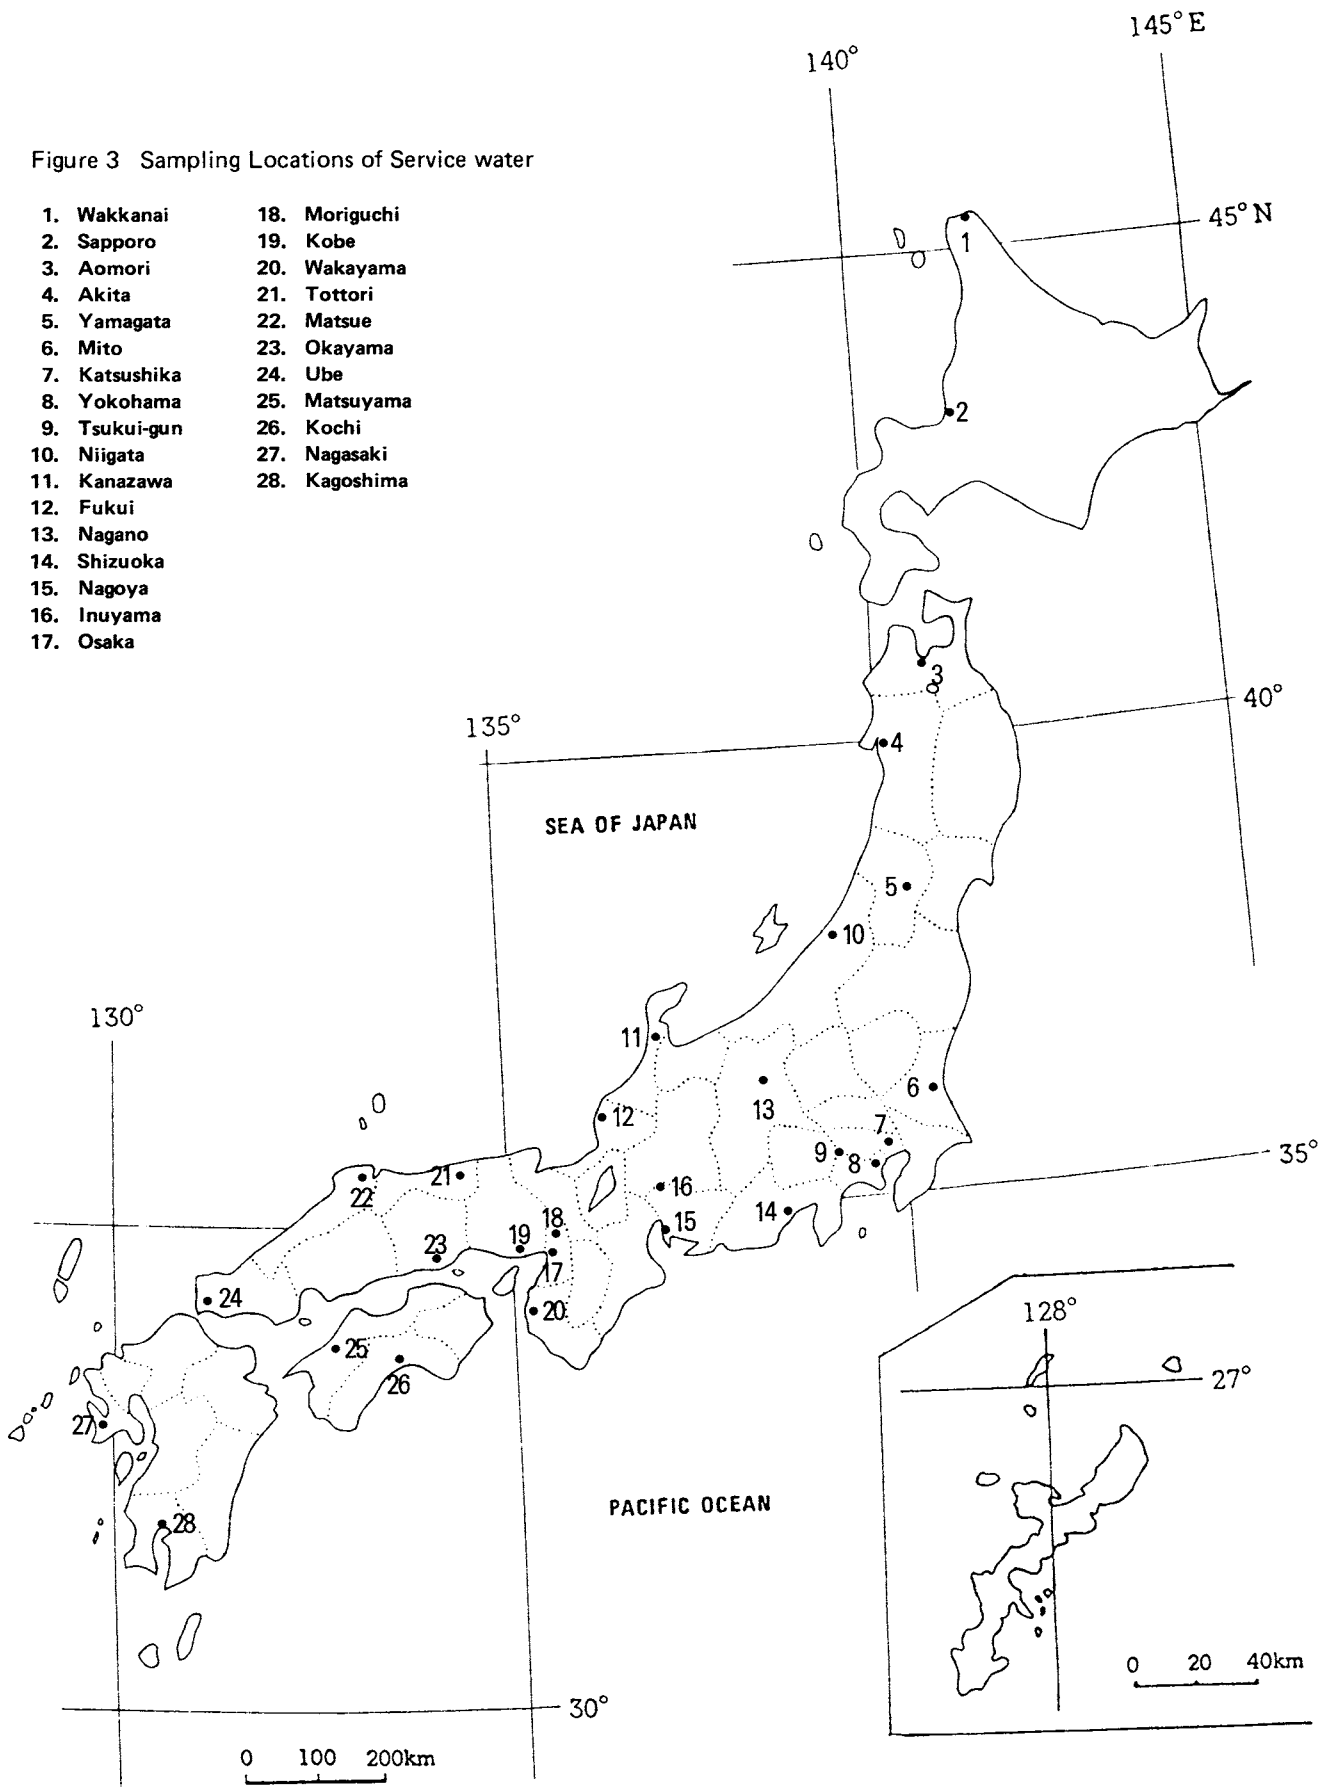 145°E
140°
Figure 3 Sampling Locations of Service water
1. Wakkanai
2. Sapporo
3. Aomori
4. Akita
5. Yamagata
6. Mito
7. Katsushika
8. Yokohama
9. Tsukui-gun
10. Niigata
11. Kanazawa
12. Fukui
13. Nagano
14. Shizuoka
15. Nagoya
16. Inuyama
17. Osaka
18. Moriguchi
19. Kobe
20. Wakayama
21. Tottori
22. Matsue
23. Okayama
24. Ube
25. Matsuyama
26. Kochi
27. Nagasaki
28. Kagoshima
45°N
1
2
3
40°
135°
4
SEA OF JAPAN
5
10
130°
11
6
12
13
7
9
8
35°
21
22
16
14
15
18
19
23
17
24
20
128°
25
26
27°
27
PACIFIC OCEAN
28
0 20 40km
30°
0 100 200km